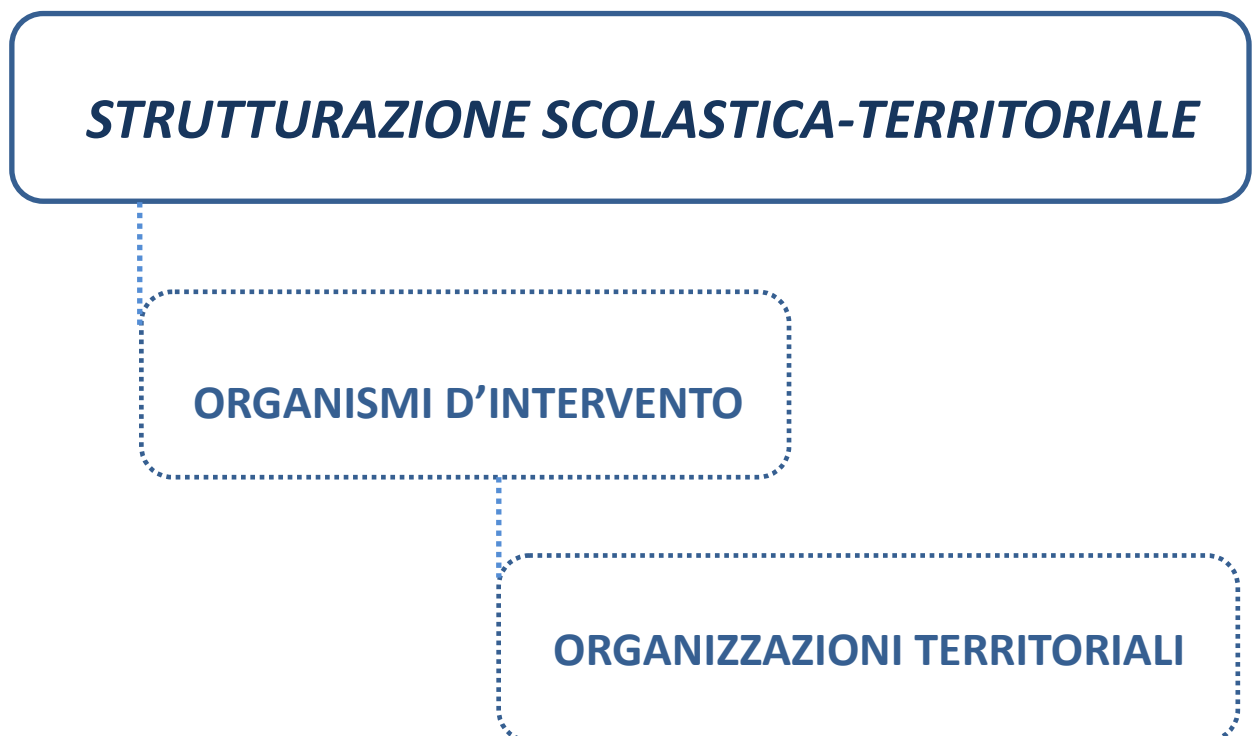 STRUTTURAZIONE SCOLASTICA-TERRITORIALE
ORGANISMI D’INTERVENTO
ORGANIZZAZIONI TERRITORIALI